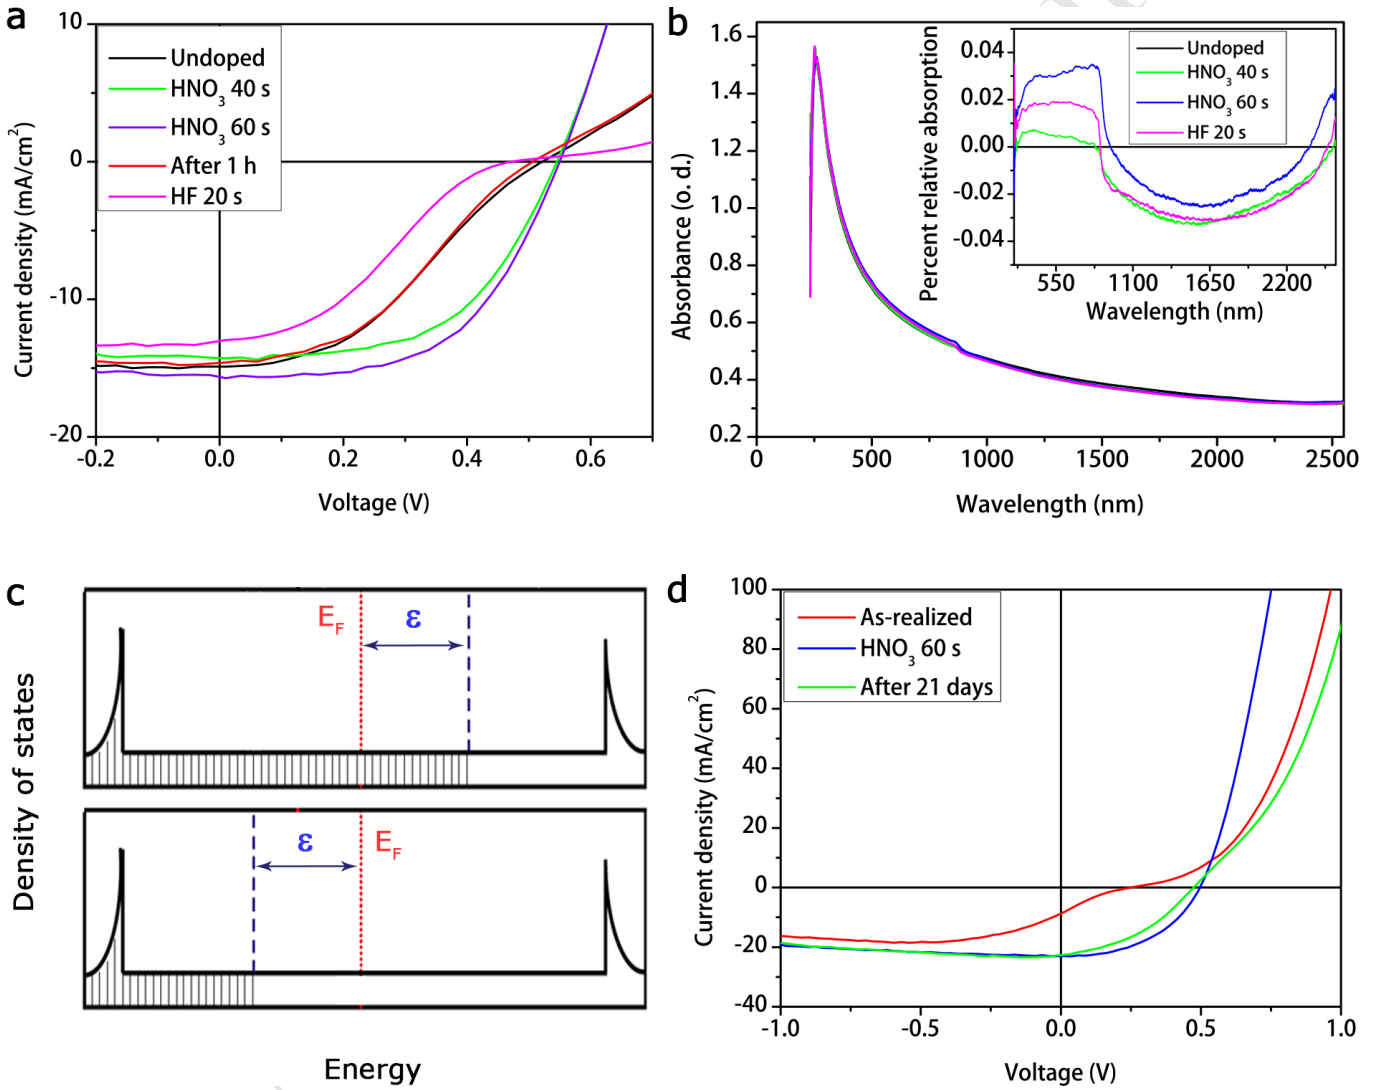 a
10
0
-10
-20
-0.2
0.0
0.2
0.4
0.6
Current density (mA/cm²)
Voltage (V)
Undoped
HNO₃ 40 s
HNO₃ 60 s
After 1 h
HF 20 s
b
1.6
1.4
1.2
1.0
0.8
0.6
0.4
0.2
0
500
1000
1500
2000
2500
Absorbance (o. d.)
Wavelength (nm)
0.04
0.02
0.00
-0.02
-0.04
550
1100
1650
2200
Percent relative absorption
Wavelength (nm)
Undoped
HNO₃ 40 s
HNO₃ 60 s
HF 20 s
c
E_F
ε
ε
E_F
Density of states
Energy
d
100
80
60
40
20
0
-20
-40
-1.0
-0.5
0.0
0.5
1.0
Current density (mA/cm²)
Voltage (V)
As-realized
HNO₃ 60 s
After 21 days